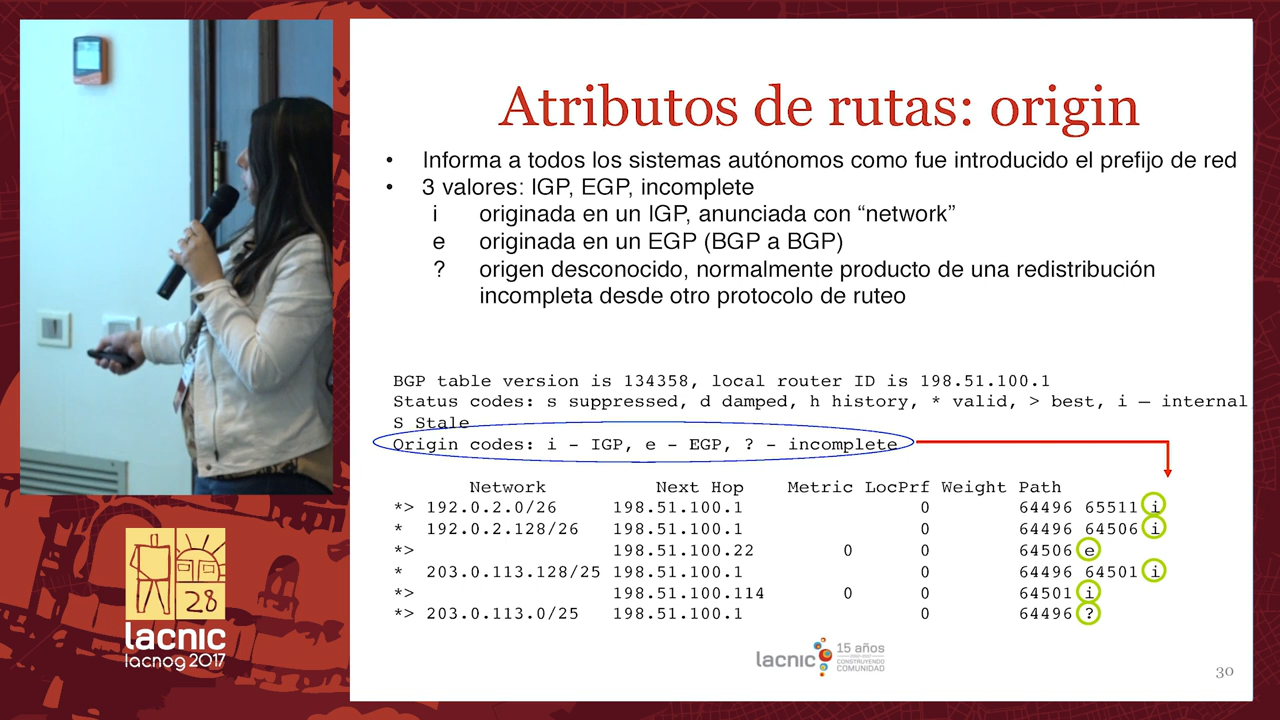 Atributos de rutas: origin
• Informa a todos los sistemas autónomos como fue introducido el prefijo de red
• 3 valores: IGP, EGP, incomplete
i originada en un IGP, anunciada con “network”
e originada en un EGP (BGP a BGP)
? origen desconocido, normalmente producto de una redistribución
incompleta desde otro protocolo de ruteo
BGP table version is 134358, local router ID is 198.51.100.1
Status codes: s suppressed, d damped, h history, * valid, > best, i – internal
S Stale
Origin codes: i - IGP, e - EGP, ? - incomplete
Network Next Hop Metric LocPrf Weight Path
*> 192.0.2.0/26 198.51.100.1 0 64496 65511 i
* 192.0.2.128/26 198.51.100.1 0 64496 64506 i
*> 198.51.100.22 0 0 64506 e
* 203.0.113.128/25 198.51.100.1 0 64496 64501 i
*> 198.51.100.114 0 0 64501 i
*> 203.0.113.0/25 198.51.100.1 0 64496 ?
28
lacnic
lacnog 2017
lacnic 15 años
2002-2017
CONSTRUYENDO
COMUNIDAD
30